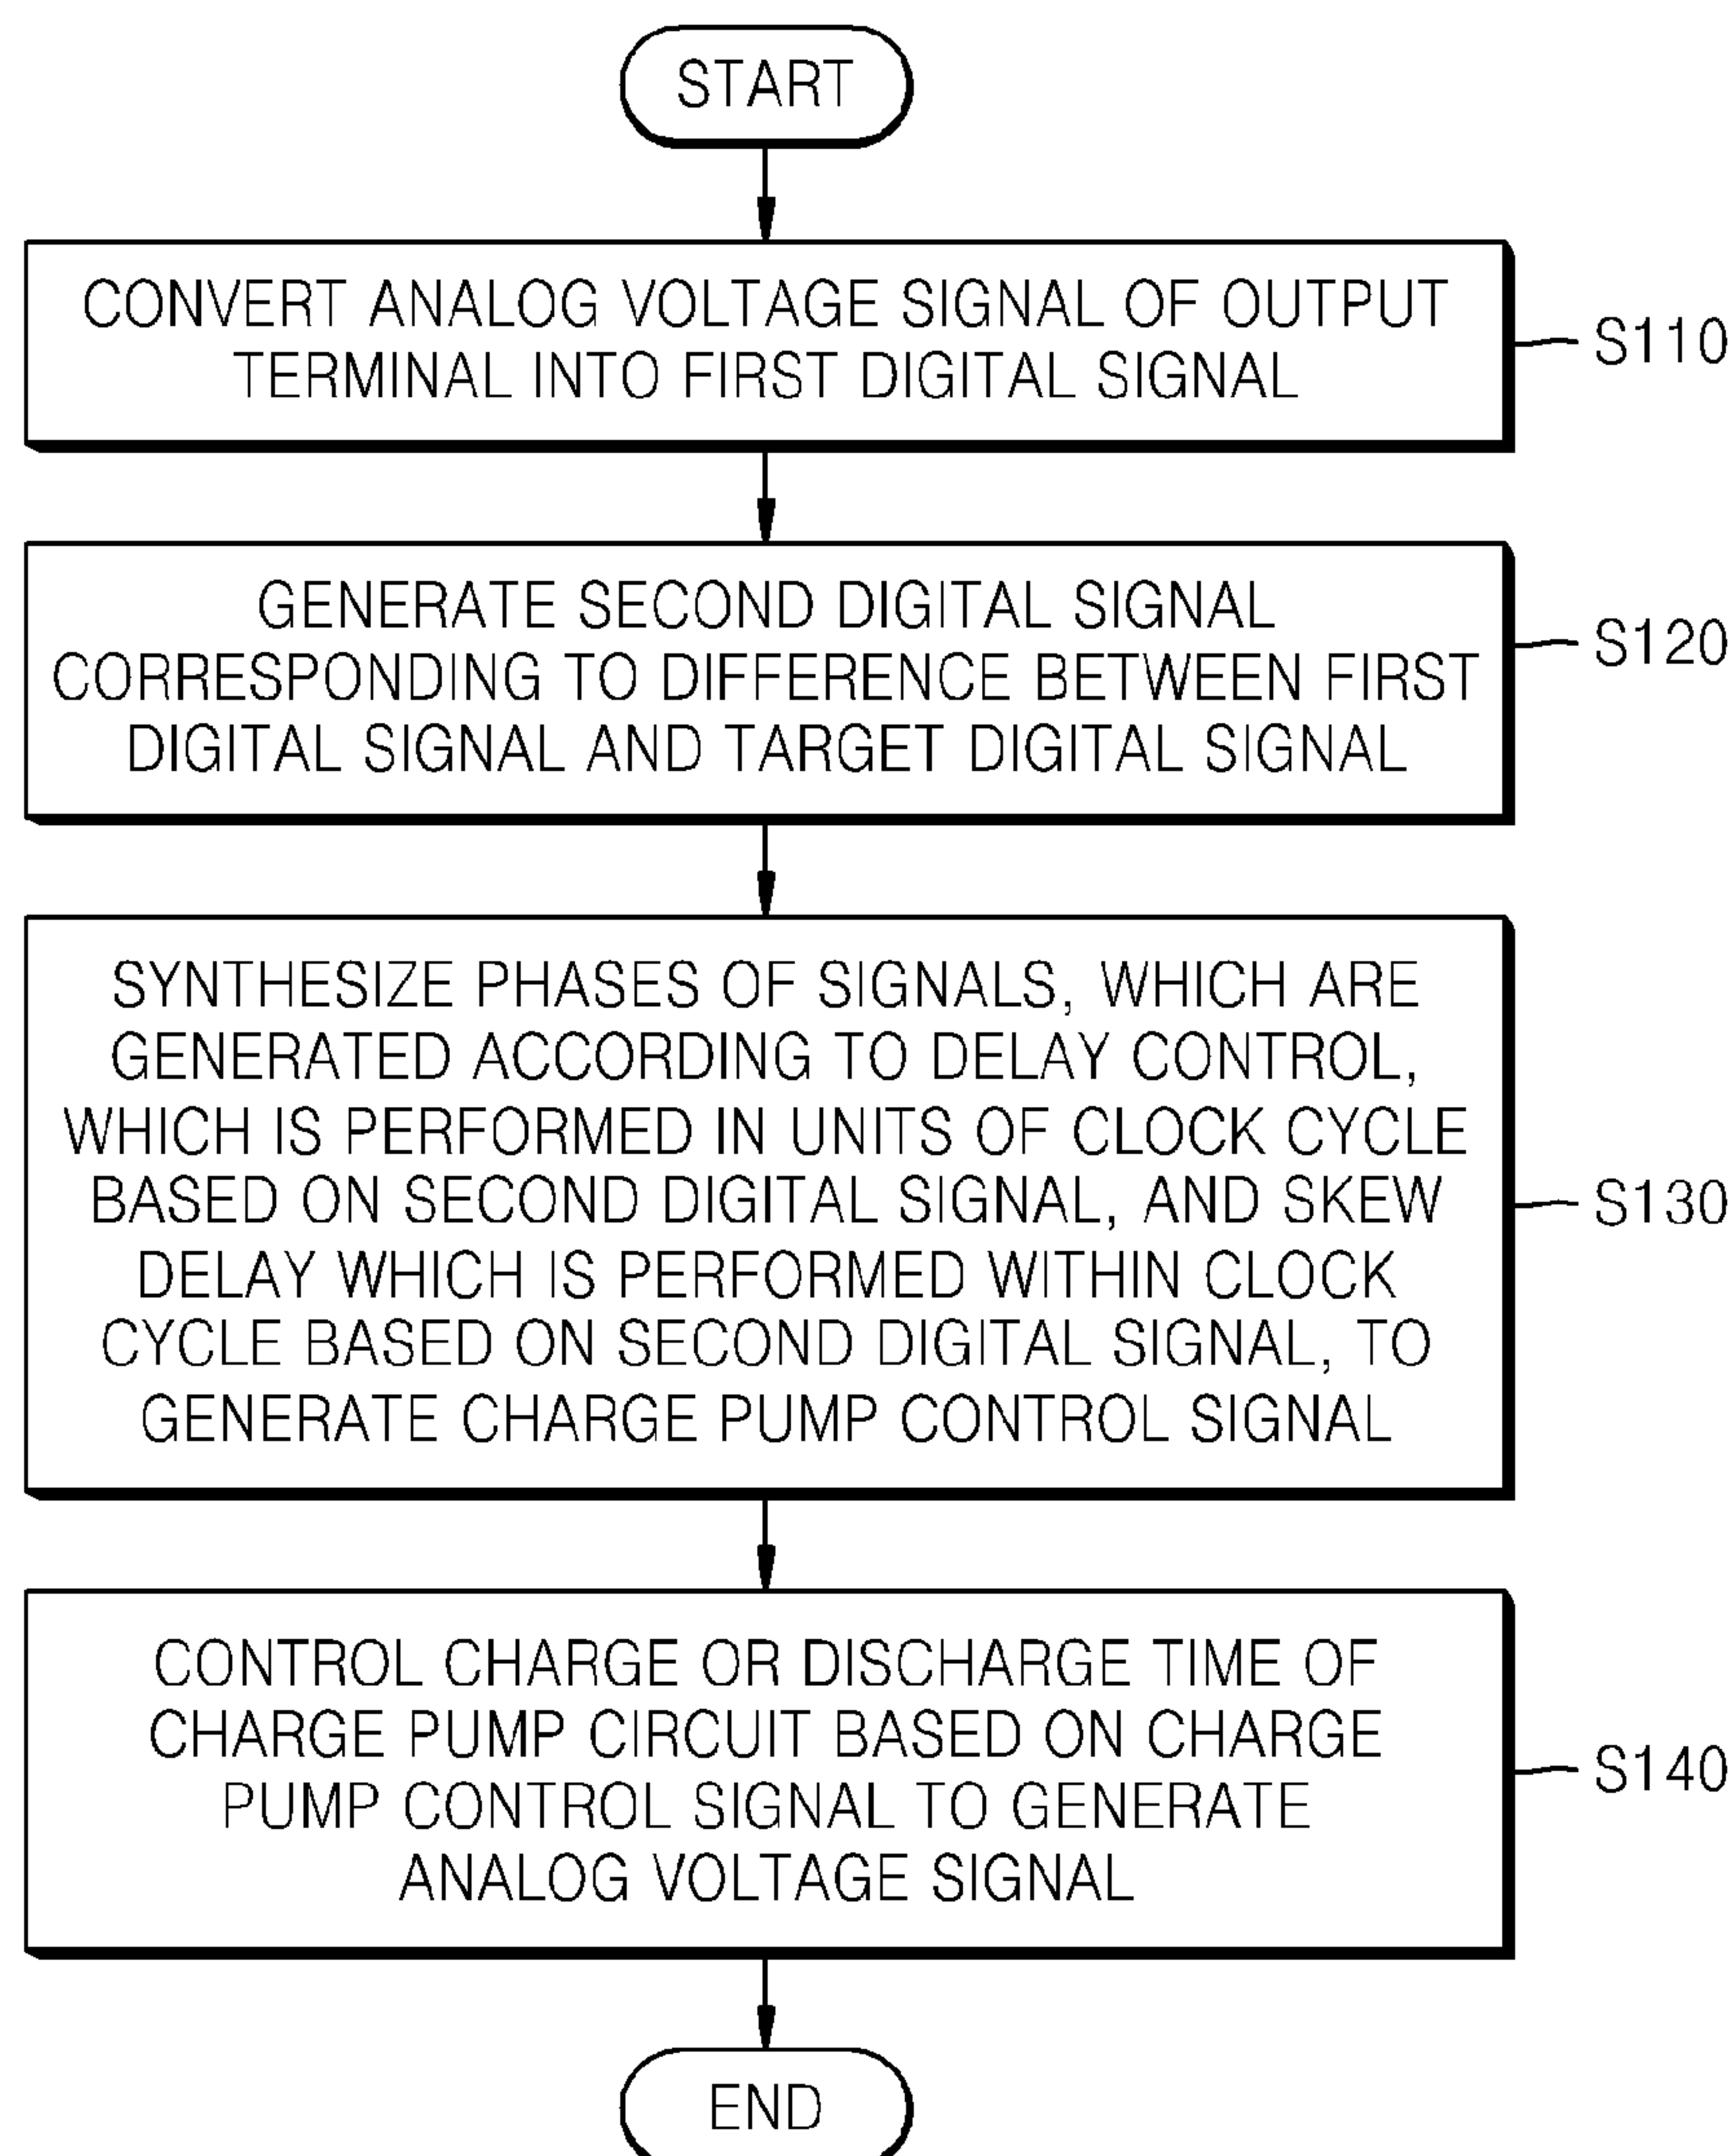 START
CONVERT ANALOG VOLTAGE SIGNAL OF OUTPUT
TERMINAL INTO FIRST DIGITAL SIGNAL
S110
GENERATE SECOND DIGITAL SIGNAL
CORRESPONDING TO DIFFERENCE BETWEEN FIRST
DIGITAL SIGNAL AND TARGET DIGITAL SIGNAL
S120
SYNTHESIZE PHASES OF SIGNALS, WHICH ARE
GENERATED ACCORDING TO DELAY CONTROL,
WHICH IS PERFORMED IN UNITS OF CLOCK CYCLE
BASED ON SECOND DIGITAL SIGNAL, AND SKEW
DELAY WHICH IS PERFORMED WITHIN CLOCK
CYCLE BASED ON SECOND DIGITAL SIGNAL, TO
GENERATE CHARGE PUMP CONTROL SIGNAL
S130
CONTROL CHARGE OR DISCHARGE TIME OF
CHARGE PUMP CIRCUIT BASED ON CHARGE
PUMP CONTROL SIGNAL TO GENERATE
ANALOG VOLTAGE SIGNAL
S140
END